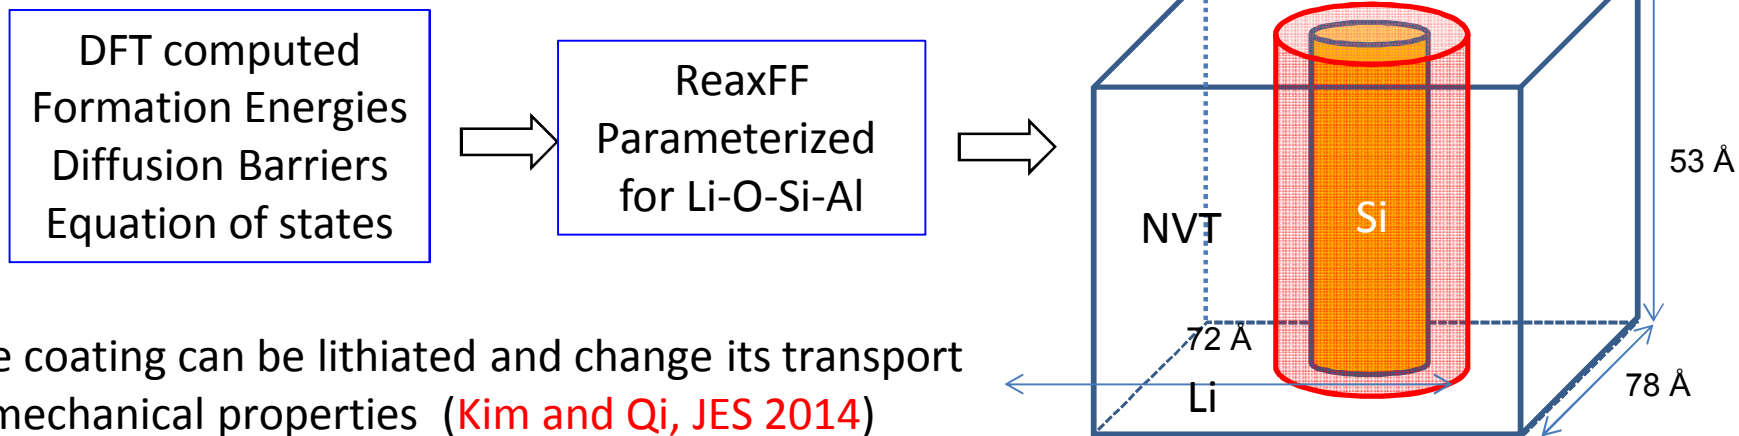 DFT computed
Formation Energies
Diffusion Barriers
Equation of states
ReaxFF
Parameterized
for Li-O-Si-Al
NVT
Si
53 Å
72 Å
78 Å
Li
e coating can be lithiated and change its transport
mechanical properties (Kim and Qi, JES 2014)